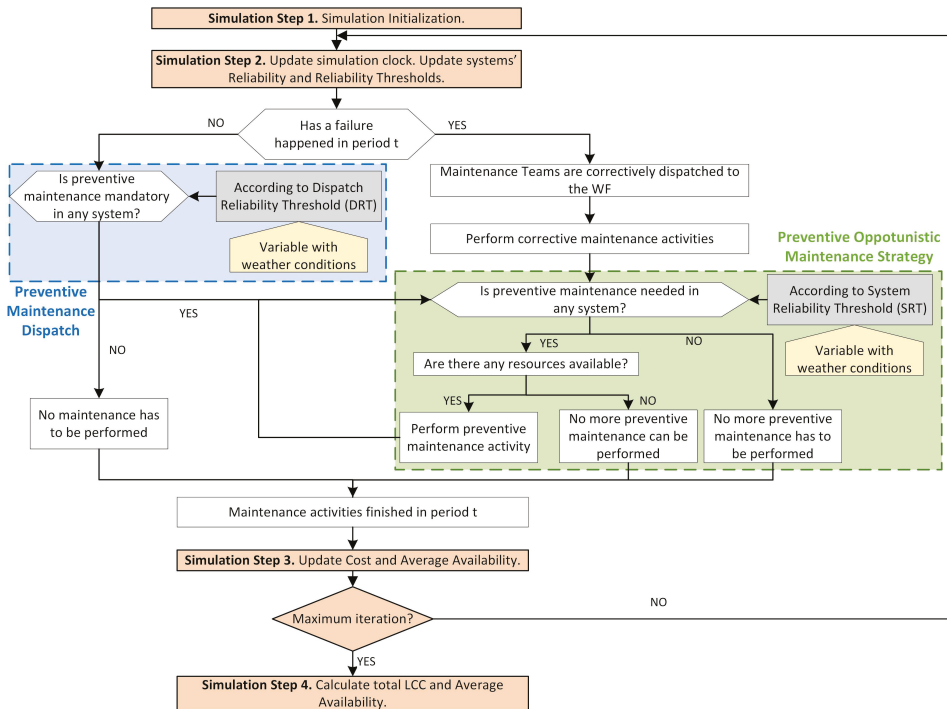 Simulation Step 1. Simulation Initialization.
Simulation Step 2. Update simulation clock. Update systems'
Reliability and Reliability Thresholds.
NO
Has a failure
happened in period t
YES
Is preventive
maintenance mandatory
in any system?
According to Dispatch
Reliability Threshold (DRT)
Variable with
weather conditions
Preventive
Maintenance
Dispatch
Maintenance Teams are correctively dispatched to
the WF
Perform corrective maintenance activities
Preventive Oppotunistic
Maintenance Strategy
YES
Is preventive maintenance needed in
any system?
According to System
Reliability Threshold (SRT)
Variable with
weather conditions
NO
YES
NO
Are there any resources available?
YES
NO
No maintenance has
to be performed
Perform preventive
maintenance activity
No more preventive
maintenance can be
performed
No more preventive
maintenance has to
be performed
Maintenance activities finished in period t
Simulation Step 3. Update Cost and Average Availability.
Maximum iteration?
NO
YES
Simulation Step 4. Calculate total LCC and Average
Availability.